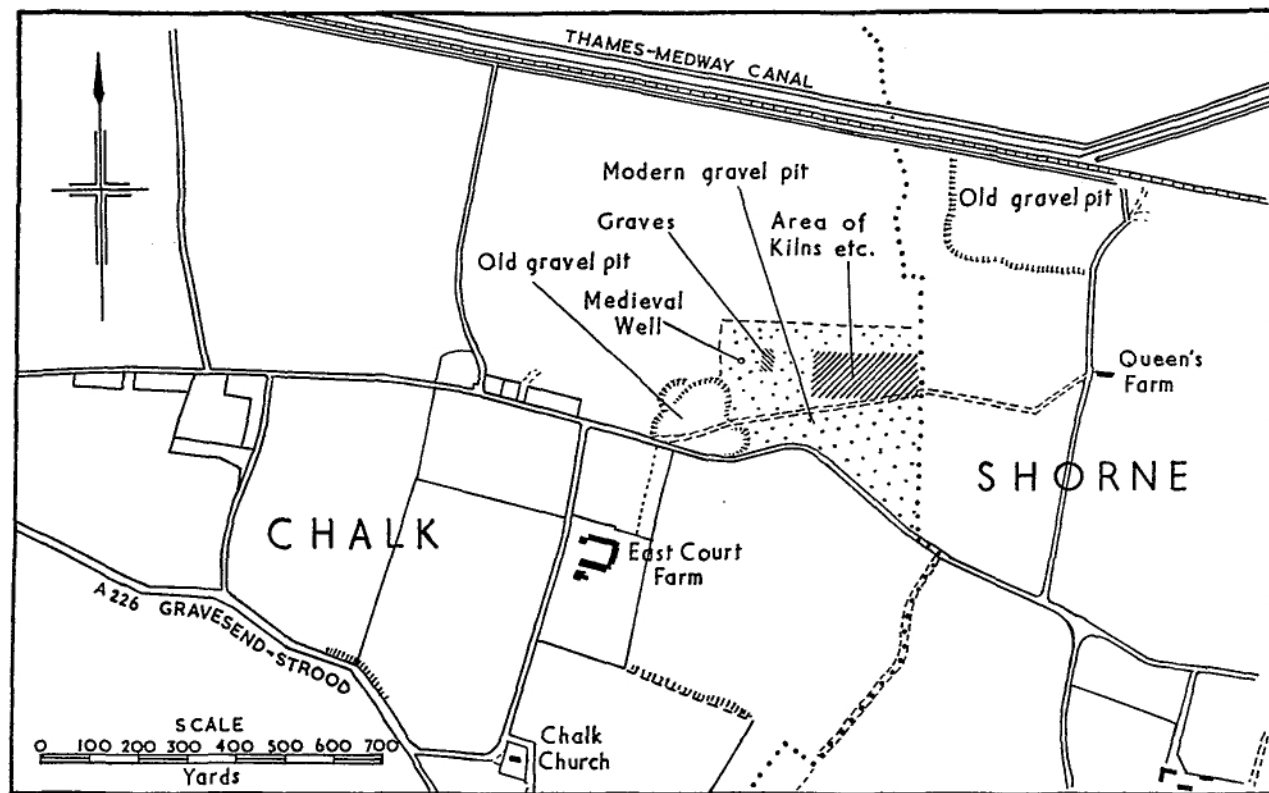 THAMES-MEDWAY CANAL
Modern gravel pit
Old gravel pit
Graves
Area of
Kilns etc.
Old gravel pit
Medieval
Well
Queen's
Farm
SHORNE
CHALK
East Court
Farm
A 226 GRAVESEND-STROOD
SCALE
0 100 200 300 400 500 600 700
Yards
Chalk
Church